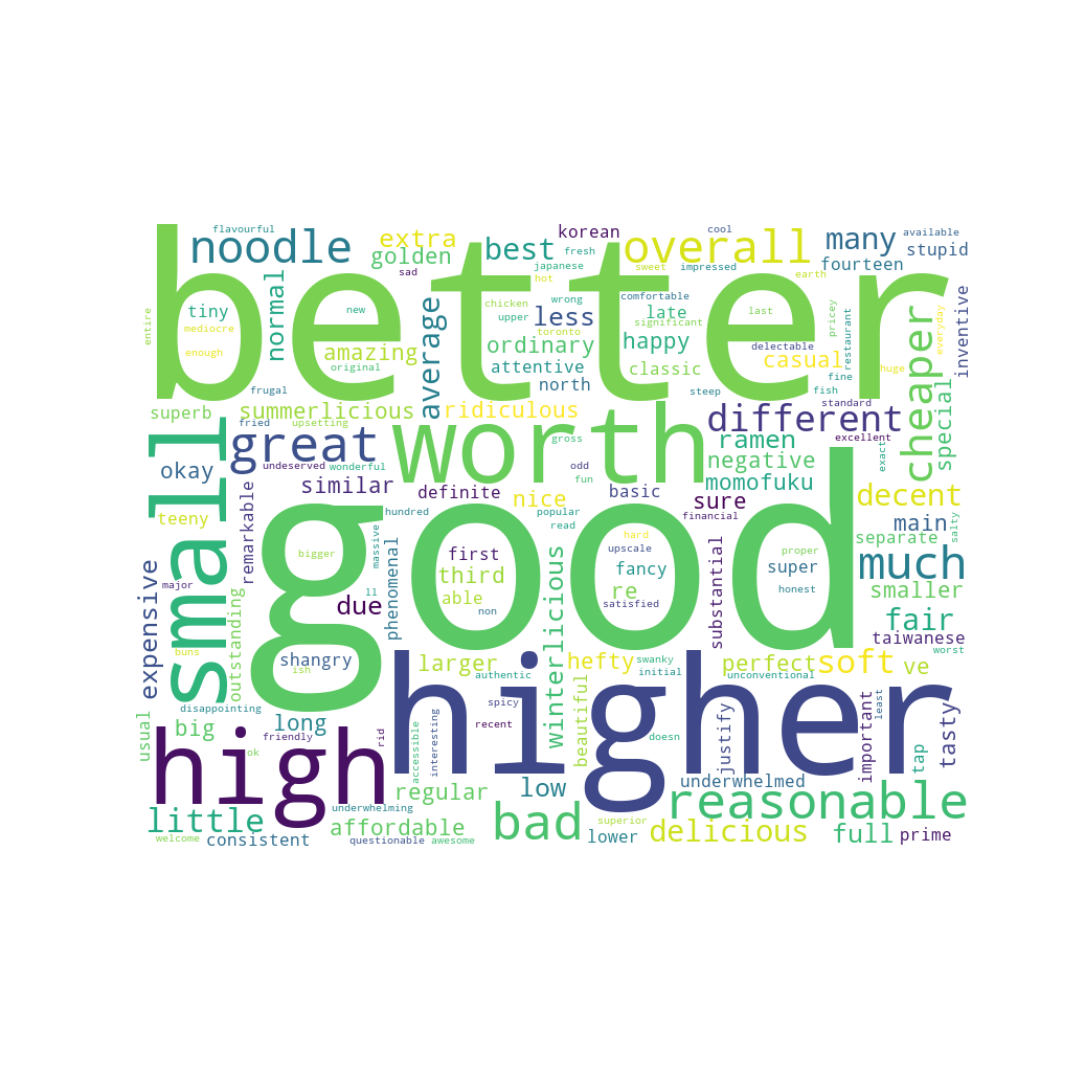 flavourful
korean
cool
available
noodle
extra
best
overall
many
stupid
golden
fresh
fourteen
sad
japanese
sweet
impressed
better
hot
earth
entire
tiny
normal
new
average
chicken
wrong
comfortable
late
last
pricey
restaurant
everyday
inventive
upper
less
significant
mediocre
toronto
happy
enough
amazing
ordinary
delectable
casual
cheaper
original
attentive
classic
huge
frugal
north
steep
fine
fish
standard
superb
summerlicious
ridiculous
worth
different
special
small
fried
upsetting
great
gross
ramen
excellent
exact
okay
undeserved
wonderful
odd
negative
fun
momofuku
remarkable
similar
definite
nice
basic
sure
decent
teeny
hundred
popular
financial
main
salty
good
read
massive
phenomenal
hard
substantial
separate
bigger
first
upscale
proper
much
expensive
major
outstanding
third
winterlicious
fancy
super
smaller
ll
able
re
honest
due
non
satisfied
fair
taiwanese
buns
shangry
higher
larger
hefty
swanky
perfect
soft
ve
worst
ish
authentic
initial
unconventional
disappointing
beautiful
justify
important
least
tasty
usual
big
long
spicy
high
friendly
rid
accessible
interesting
recent
doesn
tap
ok
regular
low
underwhelmed
reasonable
little
underwhelming
bad
affordable
superior
delicious
full
prime
welcome
consistent
questionable
awesome
lower